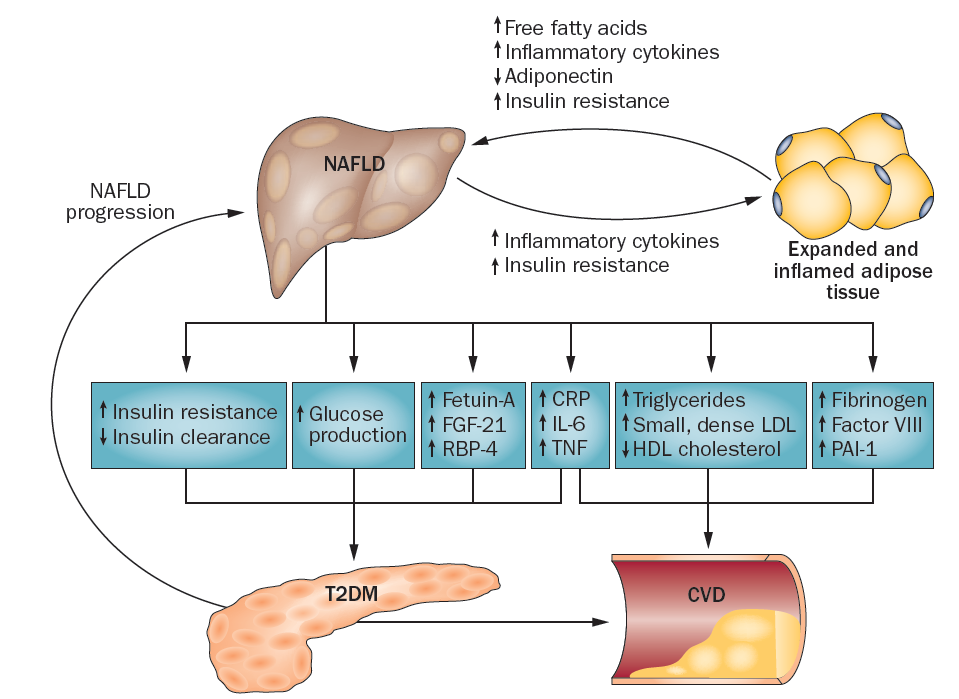 ↑ Free fatty acids
↑ Inflammatory cytokines
↓ Adiponectin
↑ Insulin resistance
NAFLD
NAFLD
progression
↑ Inflammatory cytokines
↑ Insulin resistance
Expanded and
inflamed adipose
tissue
↑ Insulin resistance
↓ Insulin clearance
↑ Glucose
production
↑ Fetuin-A
↑ FGF-21
↑ RBP-4
↑ CRP
↑ IL-6
↑ TNF
↑ Triglycerides
↑ Small, dense LDL
↓ HDL cholesterol
↑ Fibrinogen
↑ Factor VIII
↑ PAI-1
T2DM
CVD